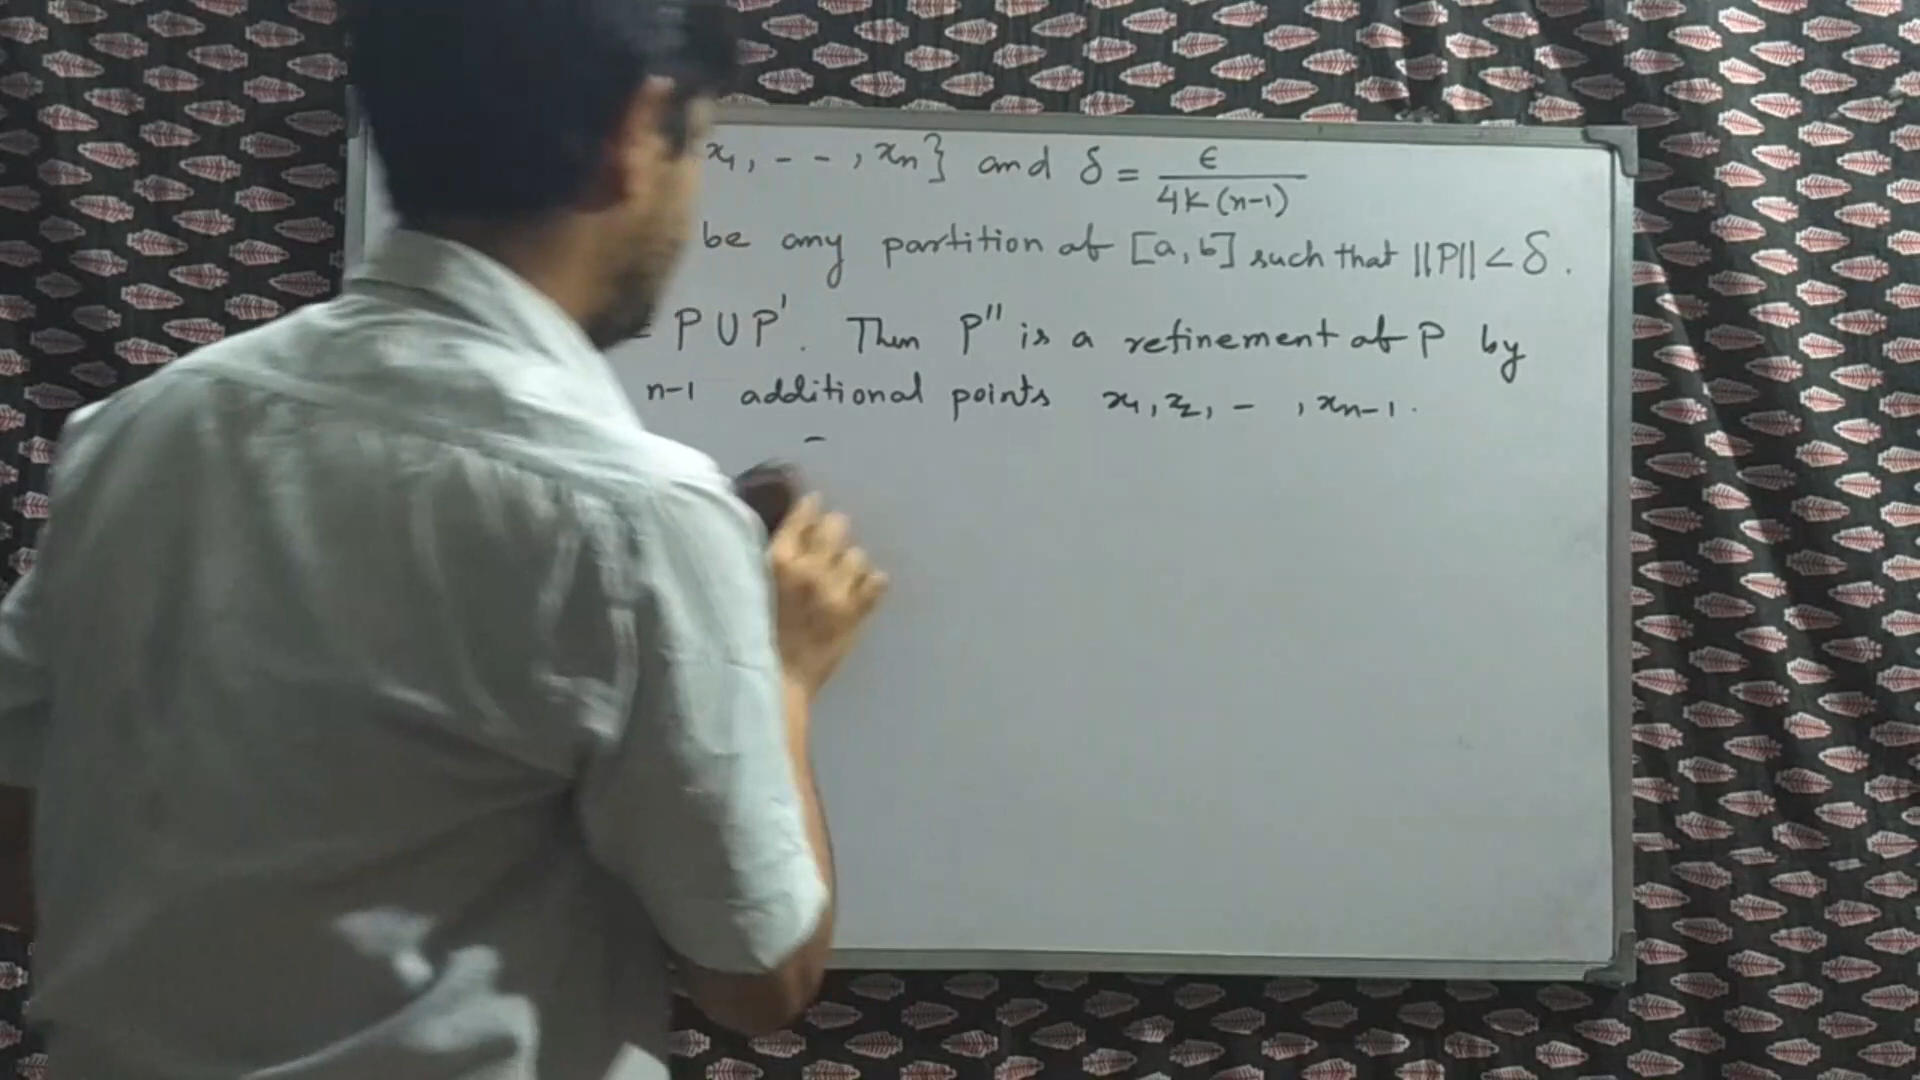 x₁, - - , xₙ} and δ = ϵ / 4K(n-1)
be any partition of [a, b] such that ||P|| < δ.
= P ∪ P'. Then P'' is a refinement of P by
n-1 additional points x₁, x₂, - , xₙ₋₁.